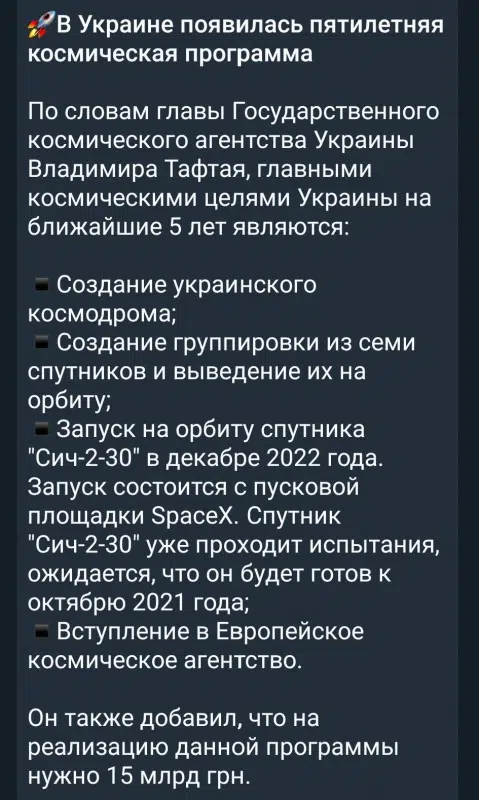 🚀В Украине появилась пятилетняя
космическая программа
По словам главы Государственного
космического агентства Украины
Владимира Тафтая, главными
космическими целями Украины на
ближайшие 5 лет являются:
▪️Создание украинского
космодрома;
▪️Создание группировки из семи
спутников и выведение их на
орбиту;
▪️Запуск на орбиту спутника
"Сич-2-30" в декабре 2022 года.
Запуск состоится с пусковой
площадки SpaceX. Спутник
"Сич-2-30" уже проходит испытания,
ожидается, что он будет готов к
октябрю 2021 года;
▪️Вступление в Европейское
космическое агентство.
Он также добавил, что на
реализацию данной программы
нужно 15 млрд грн.